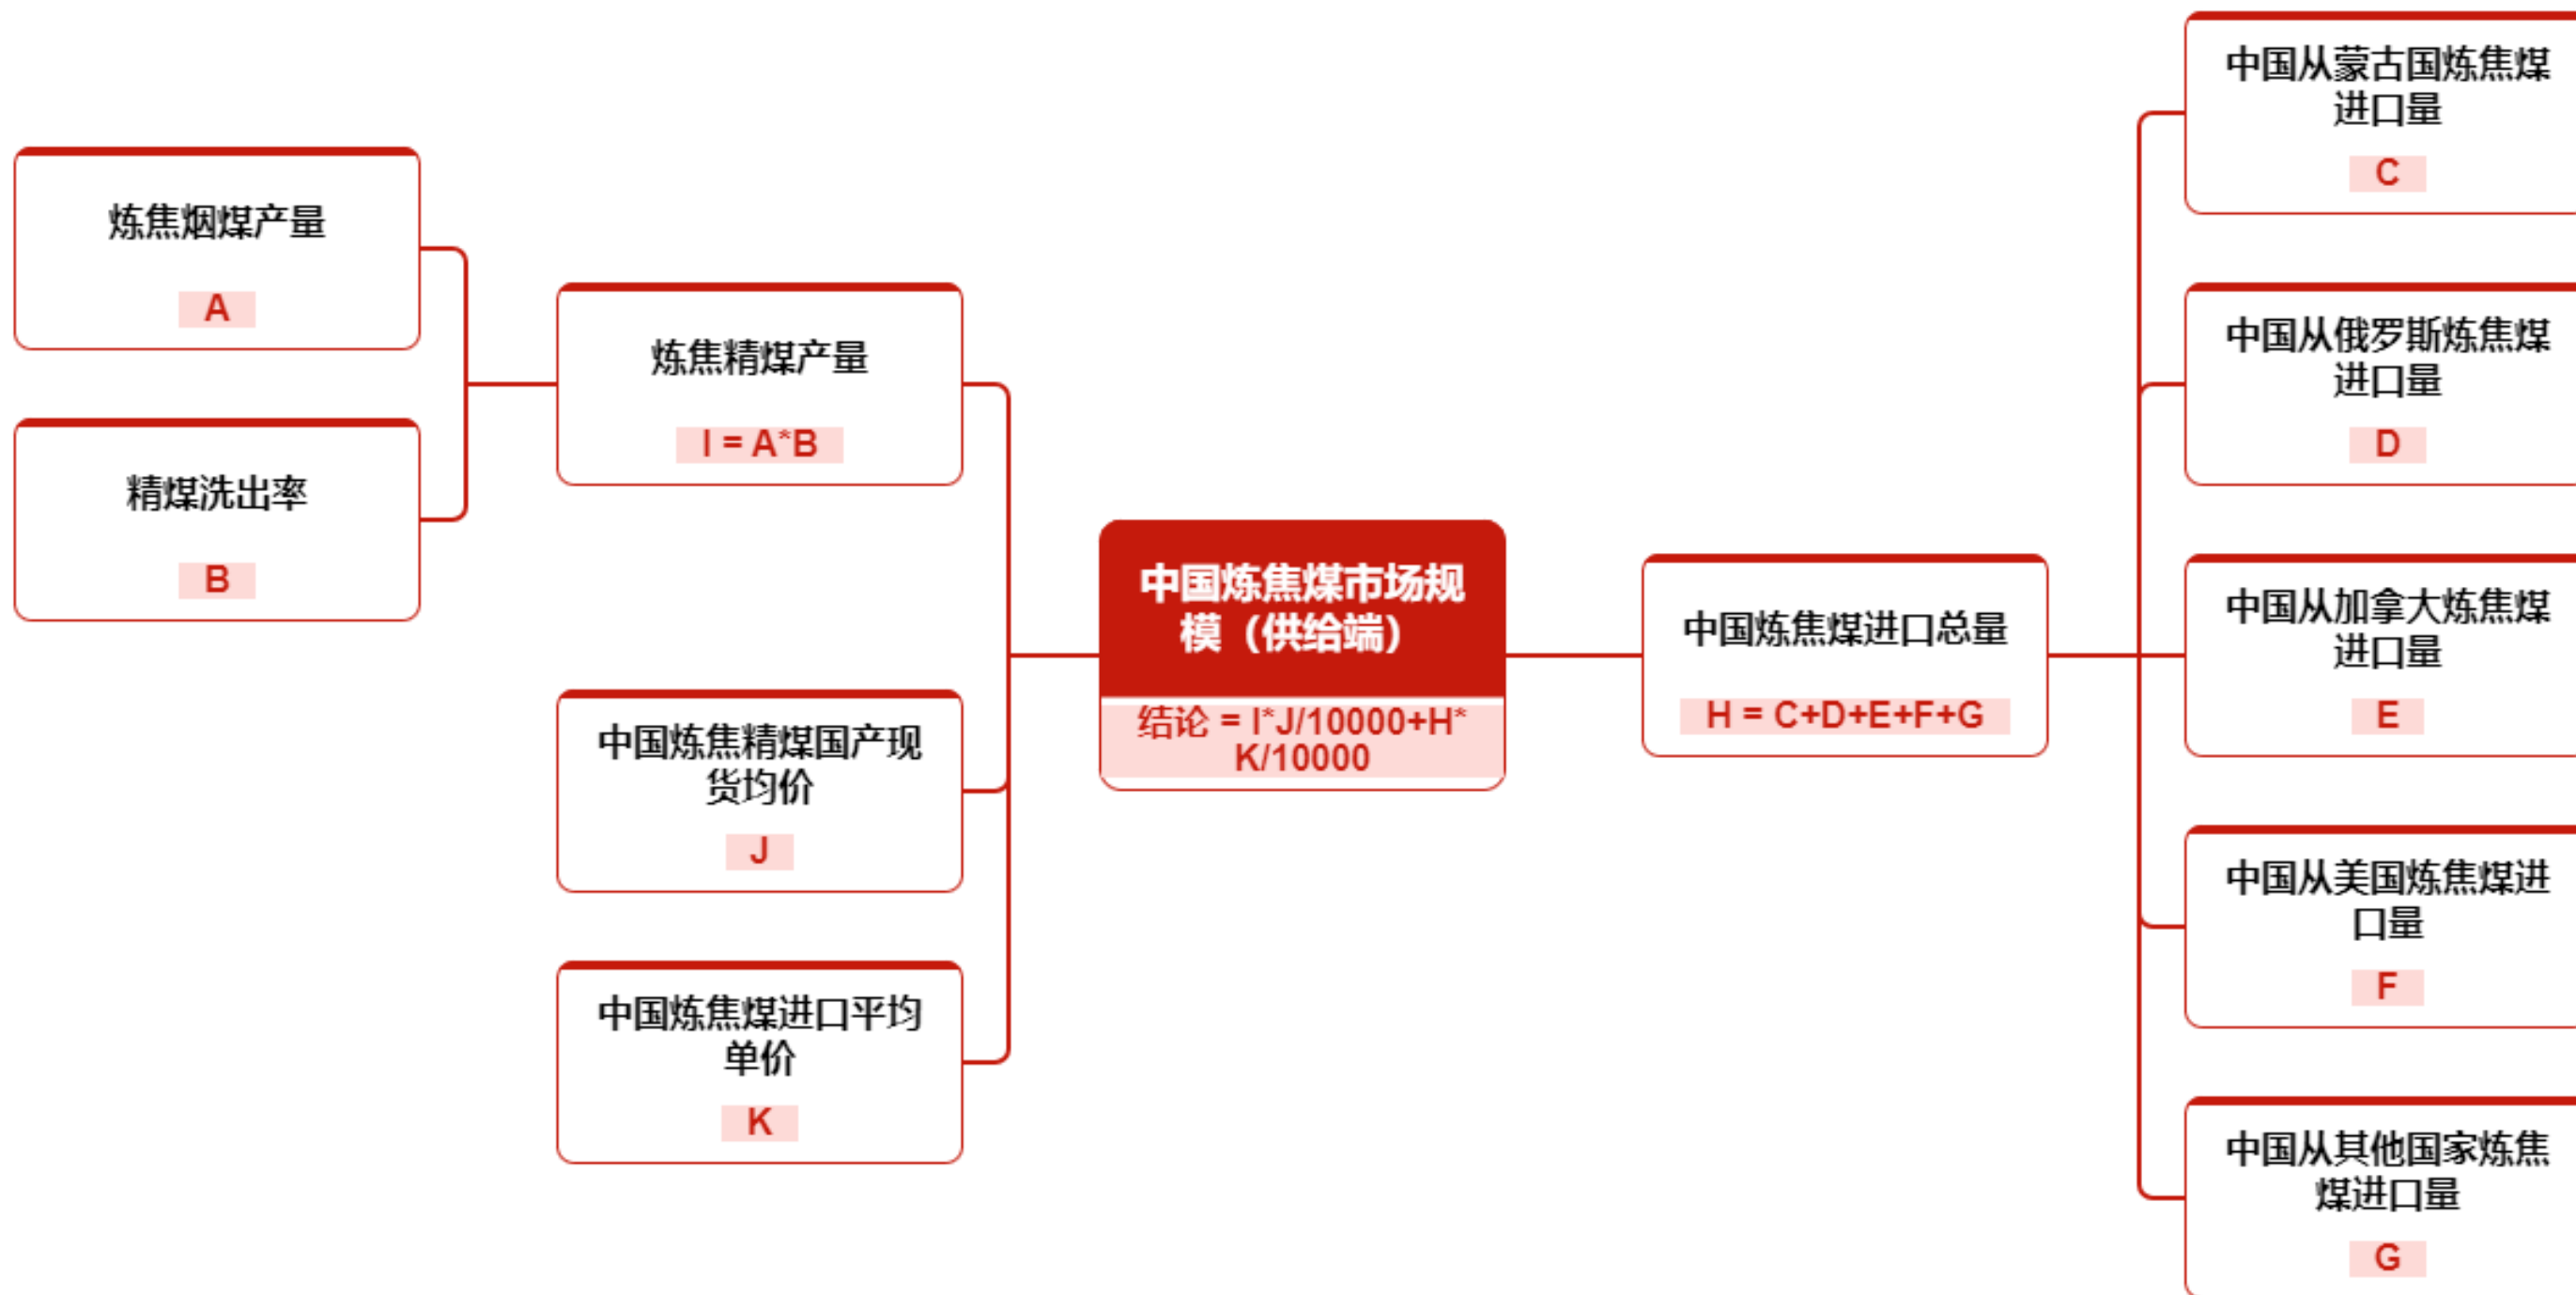 炼焦烟煤产量
A
精煤洗出率
B
炼焦精煤产量
I = A*B
中国炼焦精煤国产现
货均价
J
中国炼焦煤进口平均
单价
K
中国炼焦煤市场规
模（供给端）
结论 = I*J/10000+H*
K/10000
中国炼焦煤进口总量
H = C+D+E+F+G
中国从蒙古国炼焦煤
进口量
C
中国从俄罗斯炼焦煤
进口量
D
中国从加拿大炼焦煤
进口量
E
中国从美国炼焦煤进
口量
F
中国从其他国家炼焦
煤进口量
G